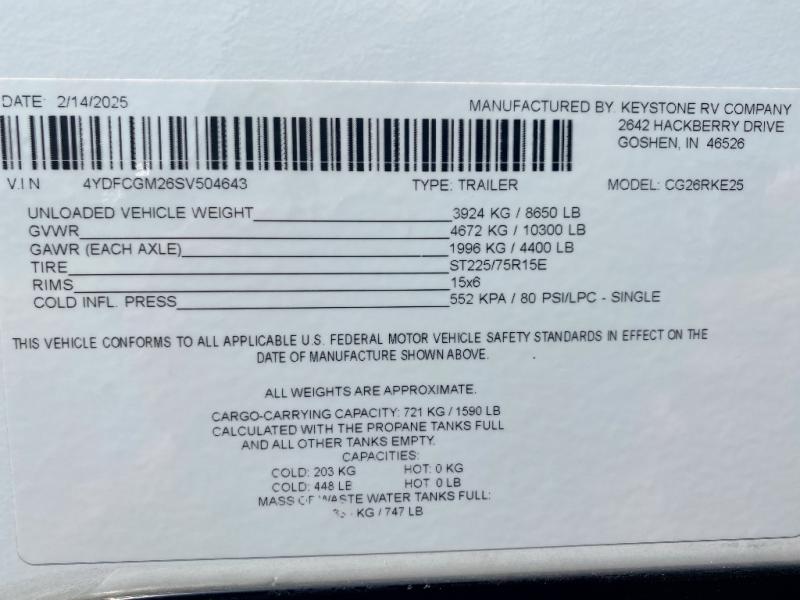 DATE: 2/14/2025
MANUFACTURED BY: KEYSTONE RV COMPANY
2642 HACKBERRY DRIVE
GOSHEN, IN 46526
V.I.N 4YDFCGM26SV504643 TYPE: TRAILER MODEL: CG26RKE25
UNLOADED VEHICLE WEIGHT 3924 KG / 8650 LB
GVWR 4672 KG / 10300 LB
GAWR (EACH AXLE) 1996 KG / 4400 LB
TIRE ST225/75R15E
RIMS 15x6
COLD INFL. PRESS 552 KPA / 80 PSI/LPC - SINGLE
THIS VEHICLE CONFORMS TO ALL APPLICABLE U.S. FEDERAL MOTOR VEHICLE SAFETY STANDARDS IN EFFECT ON THE
DATE OF MANUFACTURE SHOWN ABOVE.
ALL WEIGHTS ARE APPROXIMATE.
CARGO-CARRYING CAPACITY: 721 KG / 1590 LB
CALCULATED WITH THE PROPANE TANKS FULL
AND ALL OTHER TANKS EMPTY.
CAPACITIES:
COLD: 203 KG HOT: 0 KG
COLD: 448 LB HOT 0 LB
MASS OF WASTE WATER TANKS FULL:
KG / 747 LB